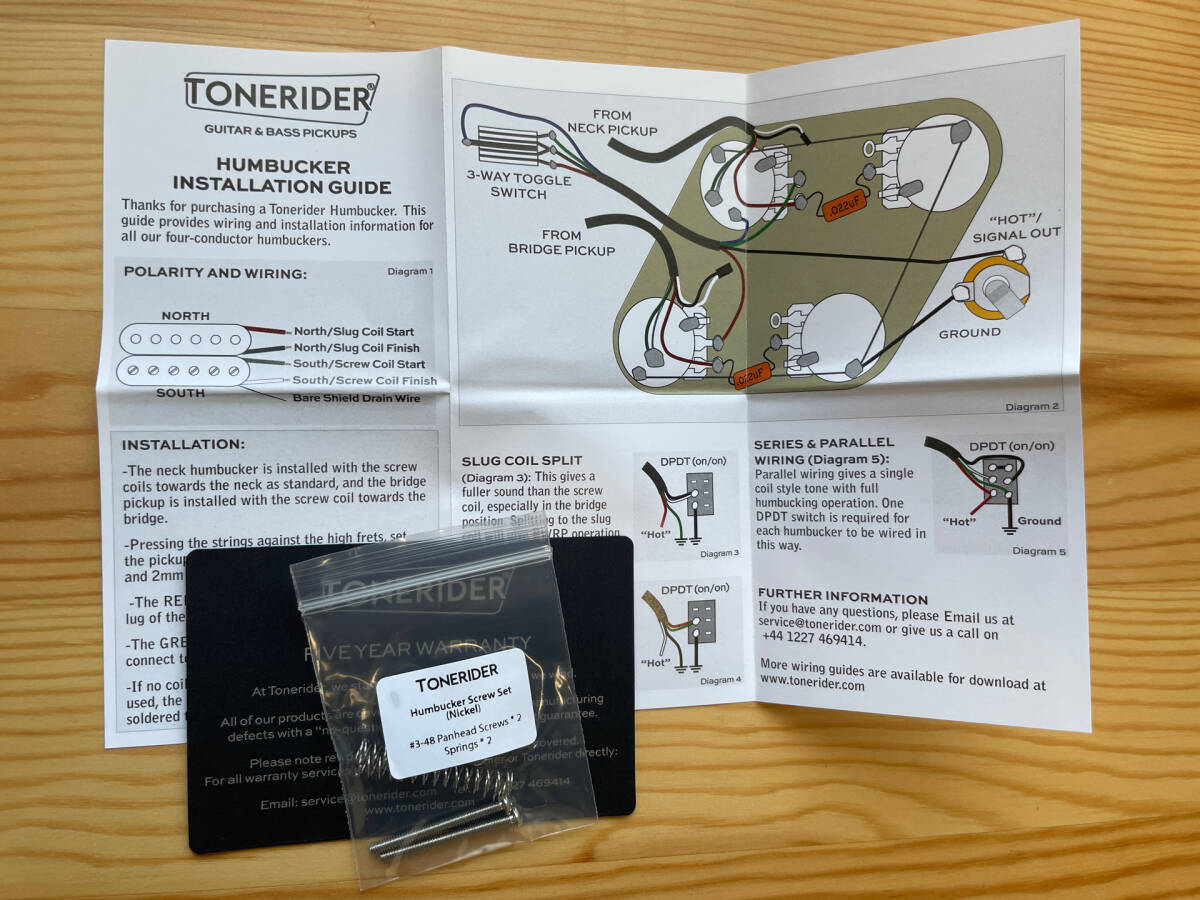 TONERIDER®
GUITAR & BASS PICKUPS
HUMBUCKER
INSTALLATION GUIDE
Thanks for purchasing a Tonerider Humbucker. This
guide provides wiring and installation information for
all our four-conductor humbuckers.
POLARITY AND WIRING:
Diagram 1
NORTH
North/Slug Coil Start
North/Slug Coil Finish
South/Screw Coil Start
South/Screw Coil Finish
Bare Shield Drain Wire
SOUTH
INSTALLATION:
-The neck humbucker is installed with the screw
coils towards the neck as standard, and the bridge
pickup is installed with the screw coil towards the
bridge.
-Pressing the strings against the high frets, set
the pickup
and 2mm
-The RE
lug of the
-The GRE
connect to
-If no coil
used, the
soldered
FROM
NECK PICKUP
3-WAY TOGGLE
SWITCH
FROM
BRIDGE PICKUP
.022uF
.022uF
"HOT"/
SIGNAL OUT
GROUND
Diagram 2
SLUG COIL SPLIT
(Diagram 3): This gives a
fuller sound than the screw
coil, especially in the bridge
position. Splitting to the slug
operation
DPDT (on/on)
"Hot"
Diagram 3
DPDT (on/on)
"Hot"
Diagram 4
SERIES & PARALLEL
WIRING (Diagram 5):
Parallel wiring gives a single
coil style tone with full
humbucking operation. One
DPDT switch is required for
each humbucker to be wired in
this way.
DPDT (on/on)
"Hot"
Ground
Diagram 5
FURTHER INFORMATION
If you have any questions, please Email us at
service@tonerider.com or give us a call on
+44 1227 469414.
More wiring guides are available for download at
www.tonerider.com
TONERIDER
FIVE YEAR WARRANTY
At Tonerider, we
All of our products are
defects with a
guarantee.
Please note
For all warranty
or Tonerider directly:
469414
Email: service@tonerider.com
www.tonerider.com
TONERIDER
Humbucker Screw Set
(Nickel)
#3-48 Panhead Screws * 2
Springs * 2